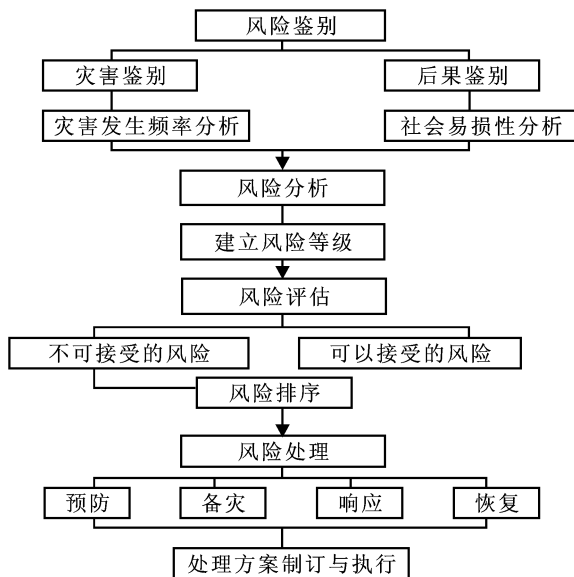 风险鉴别
灾害鉴别
后果鉴别
灾害发生频率分析
社会易损性分析
风险分析
建立风险等级
风险评估
不可接受的风险
可以接受的风险
风险排序
风险处理
预防
备灾
响应
恢复
处理方案制订与执行